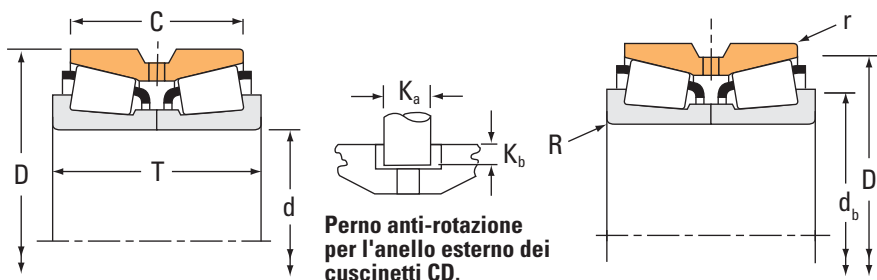 C
D
T
d
Ka
Kb
Perno anti-rotazione
per l'anello esterno dei
cuscinetti CD.
r
R
db
D